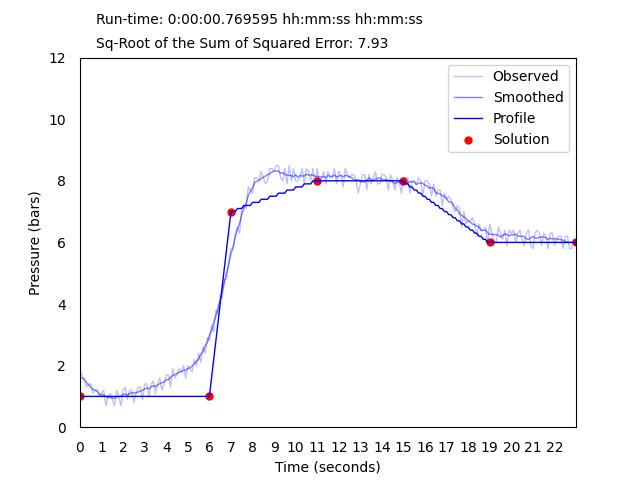 Run-time: 0:00:00.769595 hh:mm:ss hh:mm:ss
Sq-Root of the Sum of Squared Error: 7.93
12
10
8
6
4
2
0
Pressure (bars)
Observed
Smoothed
Profile
Solution
0 1 2 3 4 5 6 7 8 9 10 11 12 13 14 15 16 17 18 19 20 21 22
Time (seconds)